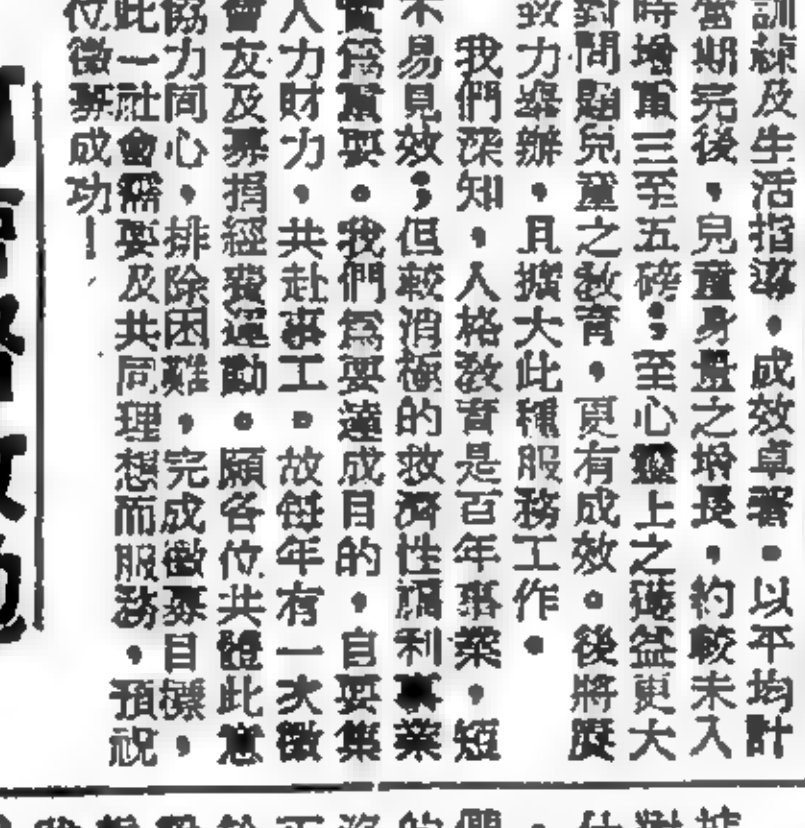 訓練及生活指導，成效卓著。以平均計
當期完後，兒童身量之增長，約較未入
時增重三至五磅；至心靈上之磚益更大
對問題兒童之教育，更有成效。後將擬
致力舉辦，且擴大此種服務工作。
我們深知，人格教育是百年事業，短
不易見效；但較消極的救濟性福利事業
實為重要。我們為要達成目的，自要集
人力財力，共赴事工。故每年有一次徵
會友及募捐經費運動。願各位共體此意
協力同心，排除困難，完成徵募目標
此一社會需要及共同理想而服務，預祝
位徵募成功！